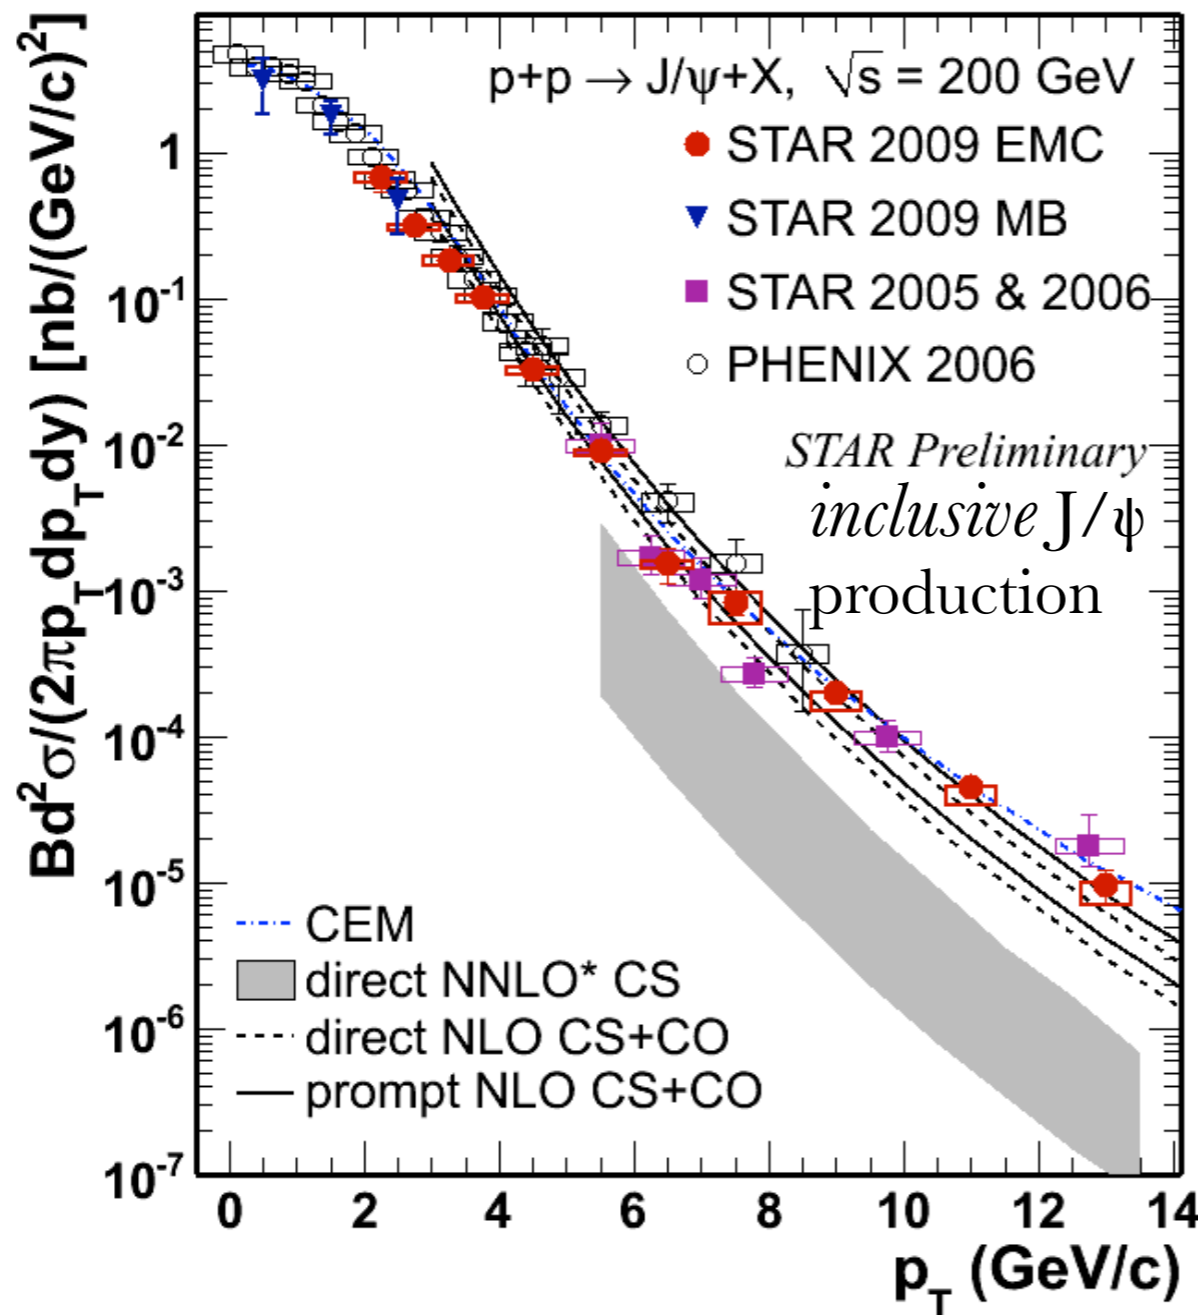 Bd²σ/(2πp_Tdp_Tdy) [nb/(GeV/c)²]
p+p → J/ψ+X, √s = 200 GeV
STAR 2009 EMC
STAR 2009 MB
STAR 2005 & 2006
PHENIX 2006
STAR Preliminary
inclusive J/ψ
production
1
10⁻¹
10⁻²
10⁻³
10⁻⁴
10⁻⁵
10⁻⁶
10⁻⁷
CEM
direct NNLO* CS
direct NLO CS+CO
prompt NLO CS+CO
0 2 4 6 8 10 12 14
p_T (GeV/c)